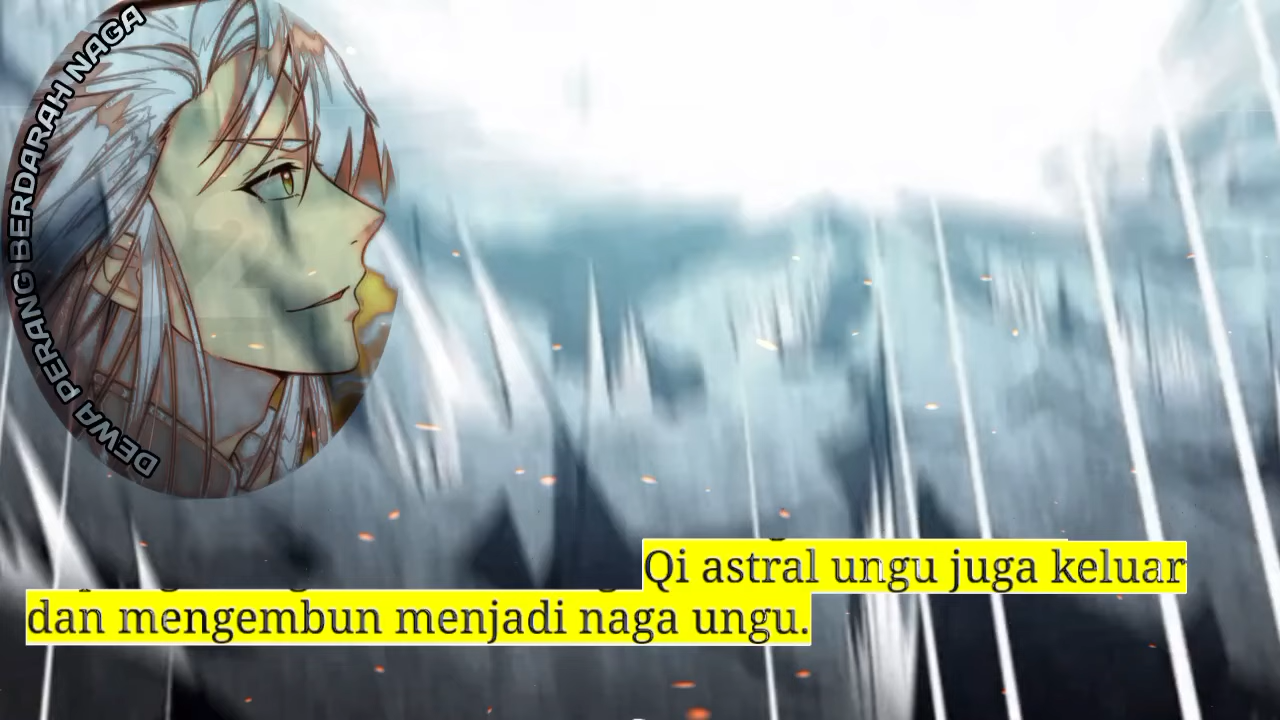 DEWA PERANG BERDARAH NAGA
Qi astral ungu juga keluar
dan mengembun menjadi naga ungu.